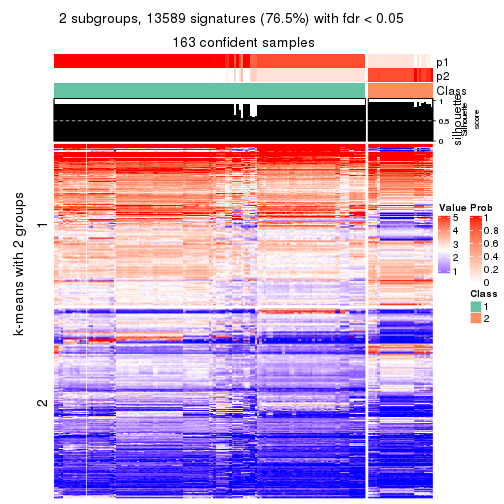 2 subgroups, 13589 signatures (76.5%) with fdr < 0.05
163 confident samples
p1
p2
Class
silhouette
Silhouette
score
1
0.5
0
k-means with 2 groups
1
2
Value
5
4
3
2
1
Prob
1
0.8
0.6
0.4
0.2
0
Class
1
2